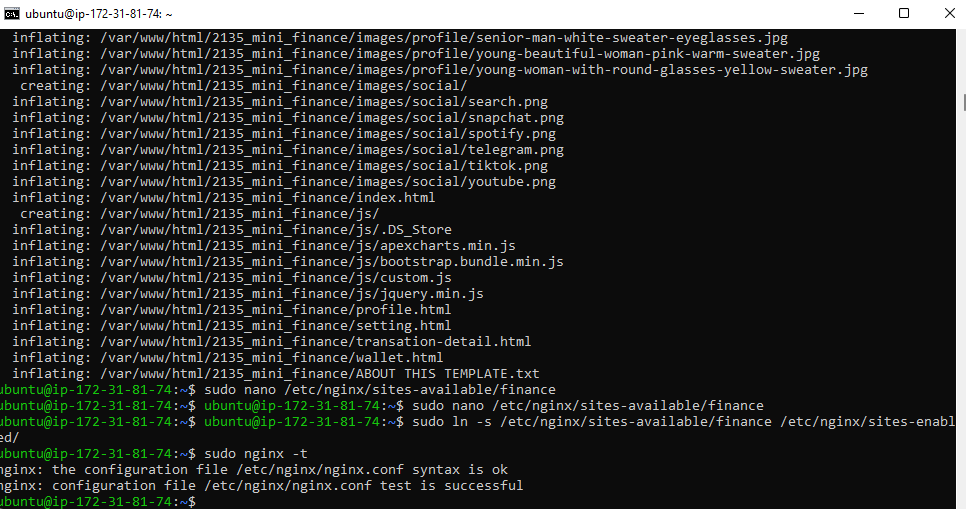 ubuntu@ip-172-31-81-74: ~
inflating: /var/www/html/2135_mini_finance/images/profile/senior-man-white-sweater-eyeglasses.jpg
inflating: /var/www/html/2135_mini_finance/images/profile/young-beautiful-woman-pink-warm-sweater.jpg
inflating: /var/www/html/2135_mini_finance/images/profile/young-woman-with-round-glasses-yellow-sweater.jpg
creating: /var/www/html/2135_mini_finance/images/social/
inflating: /var/www/html/2135_mini_finance/images/social/search.png
inflating: /var/www/html/2135_mini_finance/images/social/snapchat.png
inflating: /var/www/html/2135_mini_finance/images/social/spotify.png
inflating: /var/www/html/2135_mini_finance/images/social/telegram.png
inflating: /var/www/html/2135_mini_finance/images/social/tiktok.png
inflating: /var/www/html/2135_mini_finance/images/social/youtube.png
inflating: /var/www/html/2135_mini_finance/index.html
creating: /var/www/html/2135_mini_finance/js/
inflating: /var/www/html/2135_mini_finance/js/.DS_Store
inflating: /var/www/html/2135_mini_finance/js/apexcharts.min.js
inflating: /var/www/html/2135_mini_finance/js/bootstrap.bundle.min.js
inflating: /var/www/html/2135_mini_finance/js/custom.js
inflating: /var/www/html/2135_mini_finance/js/jquery.min.js
inflating: /var/www/html/2135_mini_finance/profile.html
inflating: /var/www/html/2135_mini_finance/setting.html
inflating: /var/www/html/2135_mini_finance/transation-detail.html
inflating: /var/www/html/2135_mini_finance/wallet.html
inflating: /var/www/html/2135_mini_finance/ABOUT THIS TEMPLATE.txt
ubuntu@ip-172-31-81-74:~$ sudo nano /etc/nginx/sites-available/finance
ubuntu@ip-172-31-81-74:~$ ubuntu@ip-172-31-81-74:~$ sudo nano /etc/nginx/sites-available/finance
ubuntu@ip-172-31-81-74:~$ ubuntu@ip-172-31-81-74:~$ sudo ln -s /etc/nginx/sites-available/finance /etc/nginx/sites-enabl
ed/
ubuntu@ip-172-31-81-74:~$ sudo nginx -t
nginx: the configuration file /etc/nginx/nginx.conf syntax is ok
nginx: configuration file /etc/nginx/nginx.conf test is successful
ubuntu@ip-172-31-81-74:~$